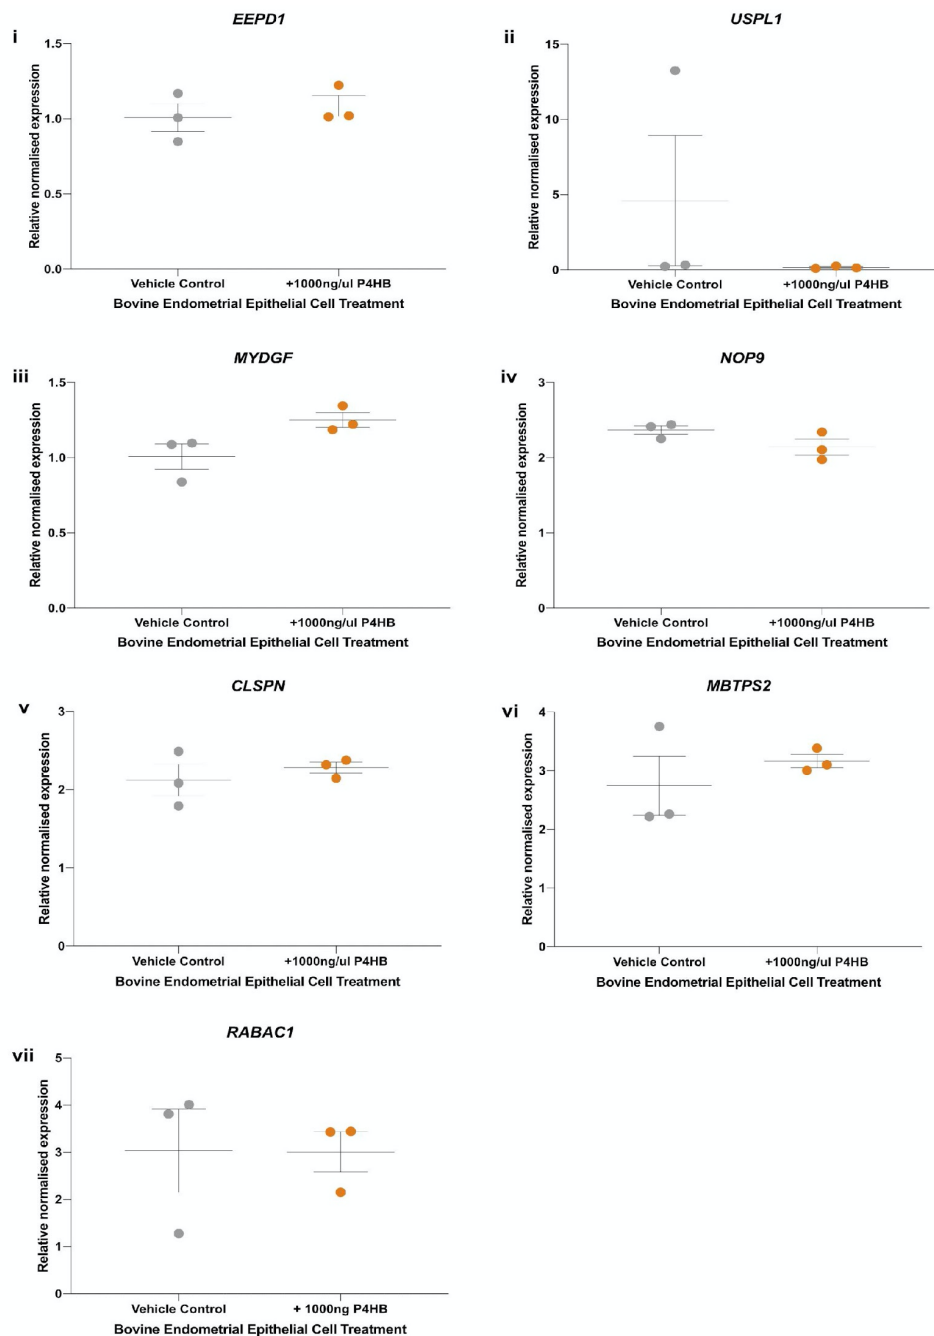 EEPD1
i
1.5
1.0
0.5
0.0
Relative normalised expression
Vehicle Control +1000ng/ul P4HB
Bovine Endometrial Epithelial Cell Treatment
USPL1
ii
15
10
5
0
Relative normalised expression
Vehicle Control +1000ng/ul P4HB
Bovine Endometrial Epithelial Cell Treatment
MYDGF
iii
1.5
1.0
0.5
0.0
Relative normalised expression
Vehicle Control +1000ng/ul P4HB
Bovine Endometrial Epithelial Cell Treatment
NOP9
iv
3
2
1
0
Relative normalised expression
Vehicle Control +1000ng/ul P4HB
Bovine Endometrial Epithelial Cell Treatment
CLSPN
v
3
2
1
0
Relative normalised expression
Vehicle Control +1000ng/ul P4HB
Bovine Endometrial Epithelial Cell Treatment
MBTPS2
vi
4
3
2
1
0
Relative normalised expression
Vehicle Control +1000ng/ul P4HB
Bovine Endometrial Epithelial Cell Treatment
RABAC1
vii
5
4
3
2
1
0
Relative normalised expression
Vehicle Control + 1000ng P4HB
Bovine Endometrial Epithelial Cell Treatment